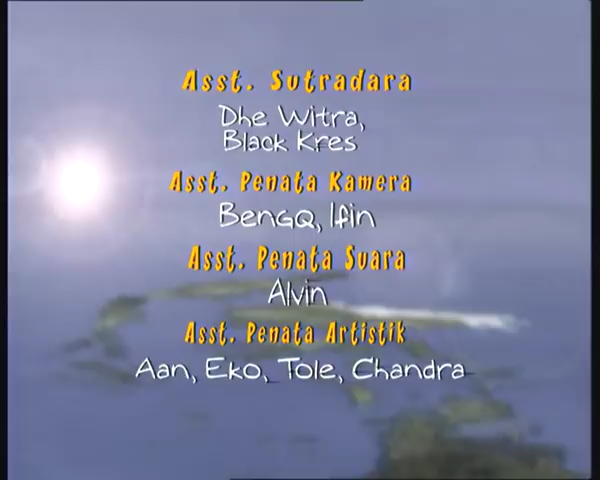 Asst. Sutradara
Dhe Witra,
Black Kres
Asst. Penata Kamera
BenGQ, Ifin
Asst. Penata Suara
Alvin
Asst. Penata Artistik
Aan, Eko, Tole, Chandra